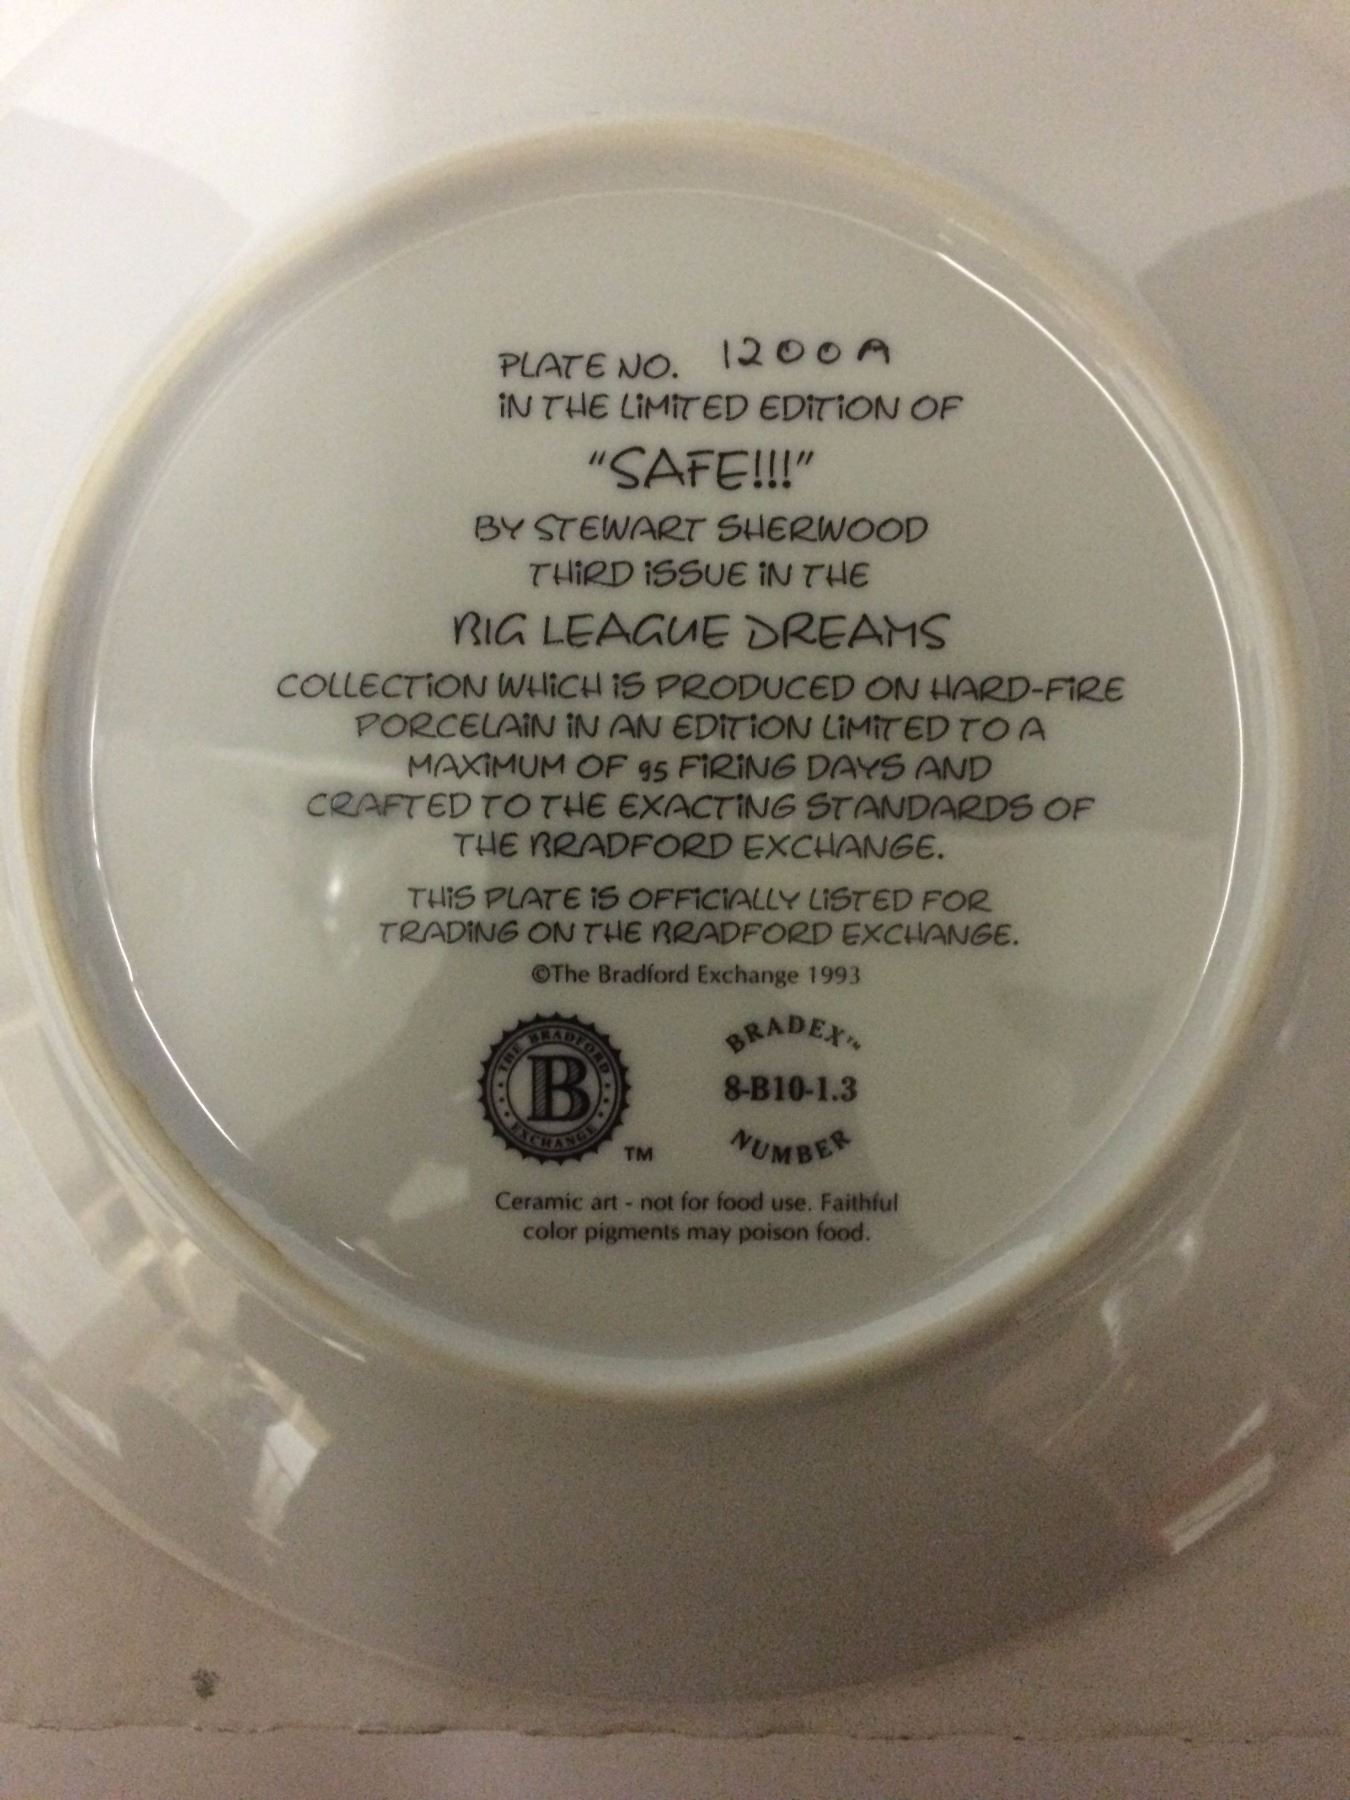 PLATE NO. 1200A
IN THE LIMITED EDITION OF
"SAFE!!!"
BY STEWART SHERWOOD
THIRD ISSUE IN THE
BIG LEAGUE DREAMS
COLLECTION WHICH IS PRODUCED ON HARD-FIRE
PORCELAIN IN AN EDITION LIMITED TO A
MAXIMUM OF 95 FIRING DAYS AND
CRAFTED TO THE EXACTING STANDARDS OF
THE BRADFORD EXCHANGE.
THIS PLATE IS OFFICIALLY LISTED FOR
TRADING ON THE BRADFORD EXCHANGE.
©The Bradford Exchange 1993
THE BRADFORD
B
EXCHANGE
TM
BRADEX™
8-B10-1.3
NUMBER
Ceramic art - not for food use. Faithful
color pigments may poison food.